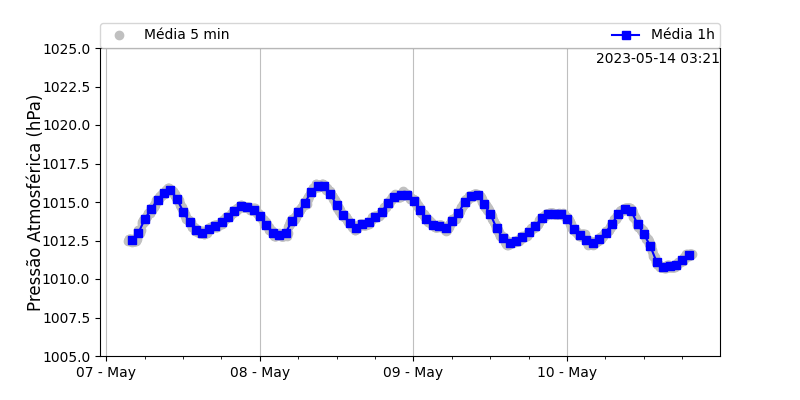 Média 5 min
Média 1h
2023-05-14 03:21
Pressão Atmosférica (hPa)
1025.0
1022.5
1020.0
1017.5
1015.0
1012.5
1010.0
1007.5
1005.0
07 - May
08 - May
09 - May
10 - May